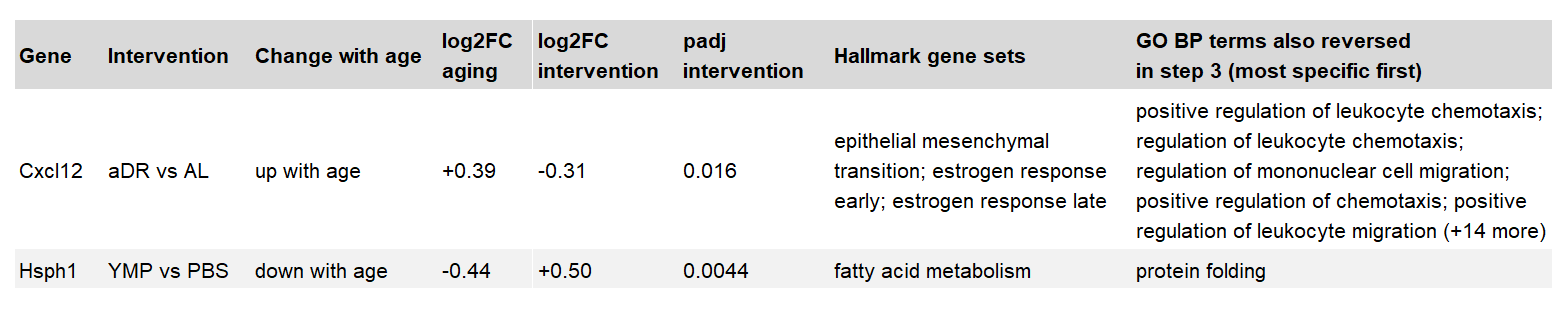 Gene Intervention Change with age log2FC aging log2FC intervention padj intervention Hallmark gene sets GO BP terms also reversed in step 3 (most specific first)
Cxcl12 aDR vs AL up with age +0.39 -0.31 0.016
epithelial mesenchymal
transition; estrogen response
early; estrogen response late
positive regulation of leukocyte chemotaxis;
regulation of leukocyte chemotaxis;
regulation of mononuclear cell migration;
positive regulation of chemotaxis; positive
regulation of leukocyte migration (+14 more)
Hsph1 YMP vs PBS down with age -0.44 +0.50 0.0044 fatty acid metabolism protein folding